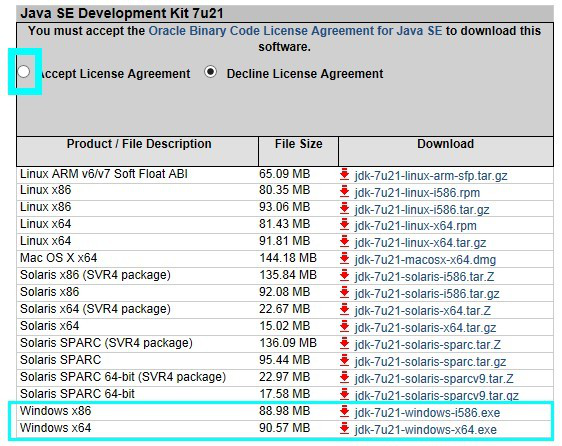 Java SE Development Kit 7u21
You must accept the Oracle Binary Code License Agreement for Java SE to download this
software.
Accept License Agreement Decline License Agreement
Product / File Description File Size Download
Linux ARM v6/v7 Soft Float ABI 65.09 MB jdk-7u21-linux-arm-sfp.tar.gz
Linux x86 80.35 MB jdk-7u21-linux-i586.rpm
Linux x86 93.06 MB jdk-7u21-linux-i586.tar.gz
Linux x64 81.43 MB jdk-7u21-linux-x64.rpm
Linux x64 91.81 MB jdk-7u21-linux-x64.tar.gz
Mac OS X x64 144.18 MB jdk-7u21-macosx-x64.dmg
Solaris x86 (SVR4 package) 135.84 MB jdk-7u21-solaris-i586.tar.Z
Solaris x86 92.08 MB jdk-7u21-solaris-i586.tar.gz
Solaris x64 (SVR4 package) 22.67 MB jdk-7u21-solaris-x64.tar.Z
Solaris x64 15.02 MB jdk-7u21-solaris-x64.tar.gz
Solaris SPARC (SVR4 package) 136.09 MB jdk-7u21-solaris-sparc.tar.Z
Solaris SPARC 95.44 MB jdk-7u21-solaris-sparc.tar.gz
Solaris SPARC 64-bit (SVR4 package) 22.97 MB jdk-7u21-solaris-sparcv9.tar.Z
Solaris SPARC 64-bit 17.58 MB jdk-7u21-solaris-sparcv9.tar.gz
Windows x86 88.98 MB jdk-7u21-windows-i586.exe
Windows x64 90.57 MB jdk-7u21-windows-x64.exe